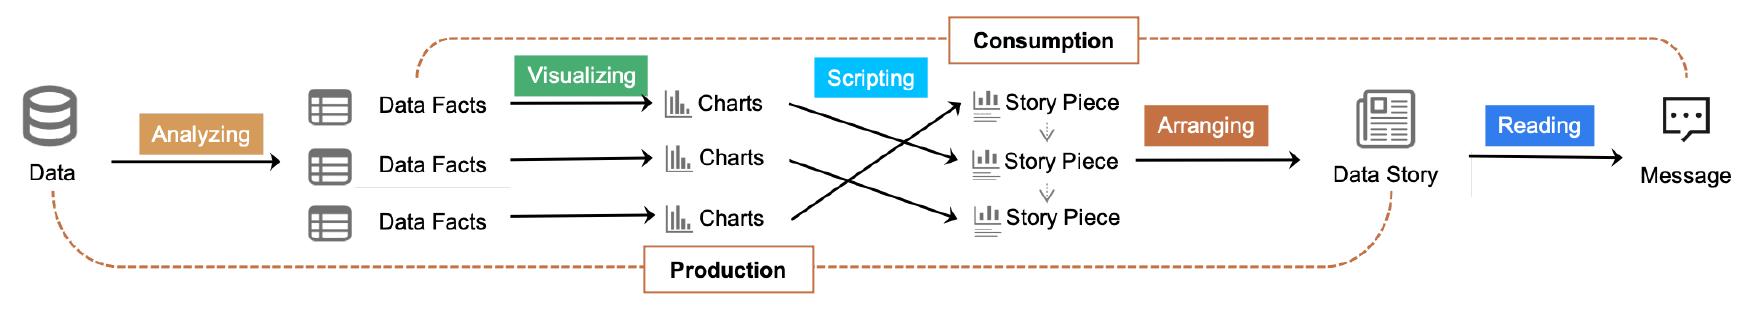 Consumption
Visualizing
Scripting
Analyzing
Arranging
Reading
Data
Data Facts
Data Facts
Data Facts
Charts
Charts
Charts
Story Piece
Story Piece
Story Piece
Data Story
Message
Production